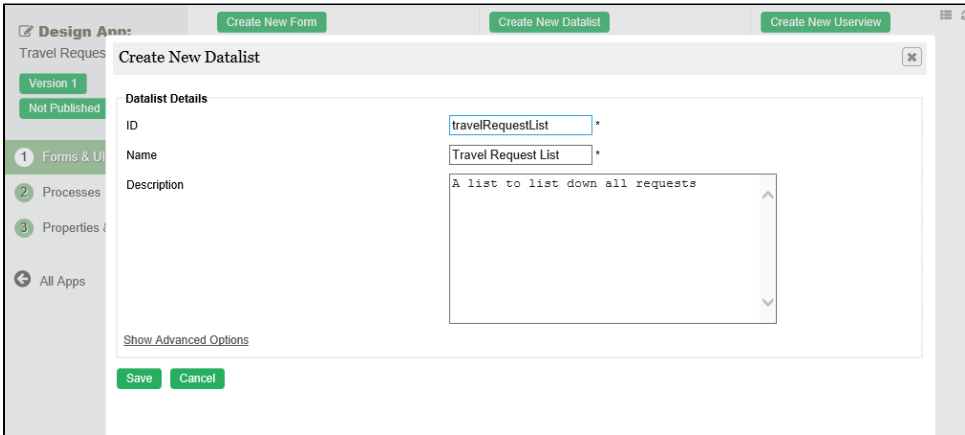 Create New Form
Create New Datalist
Create New Userview
Design App:
Travel Reques
Version 1
Not Published
1 Forms & UI
2 Processes
3 Properties &
All Apps
Create New Datalist
Datalist Details
ID
travelRequestList *
Name
Travel Request List *
Description
A list to list down all requests
Show Advanced Options
Save
Cancel